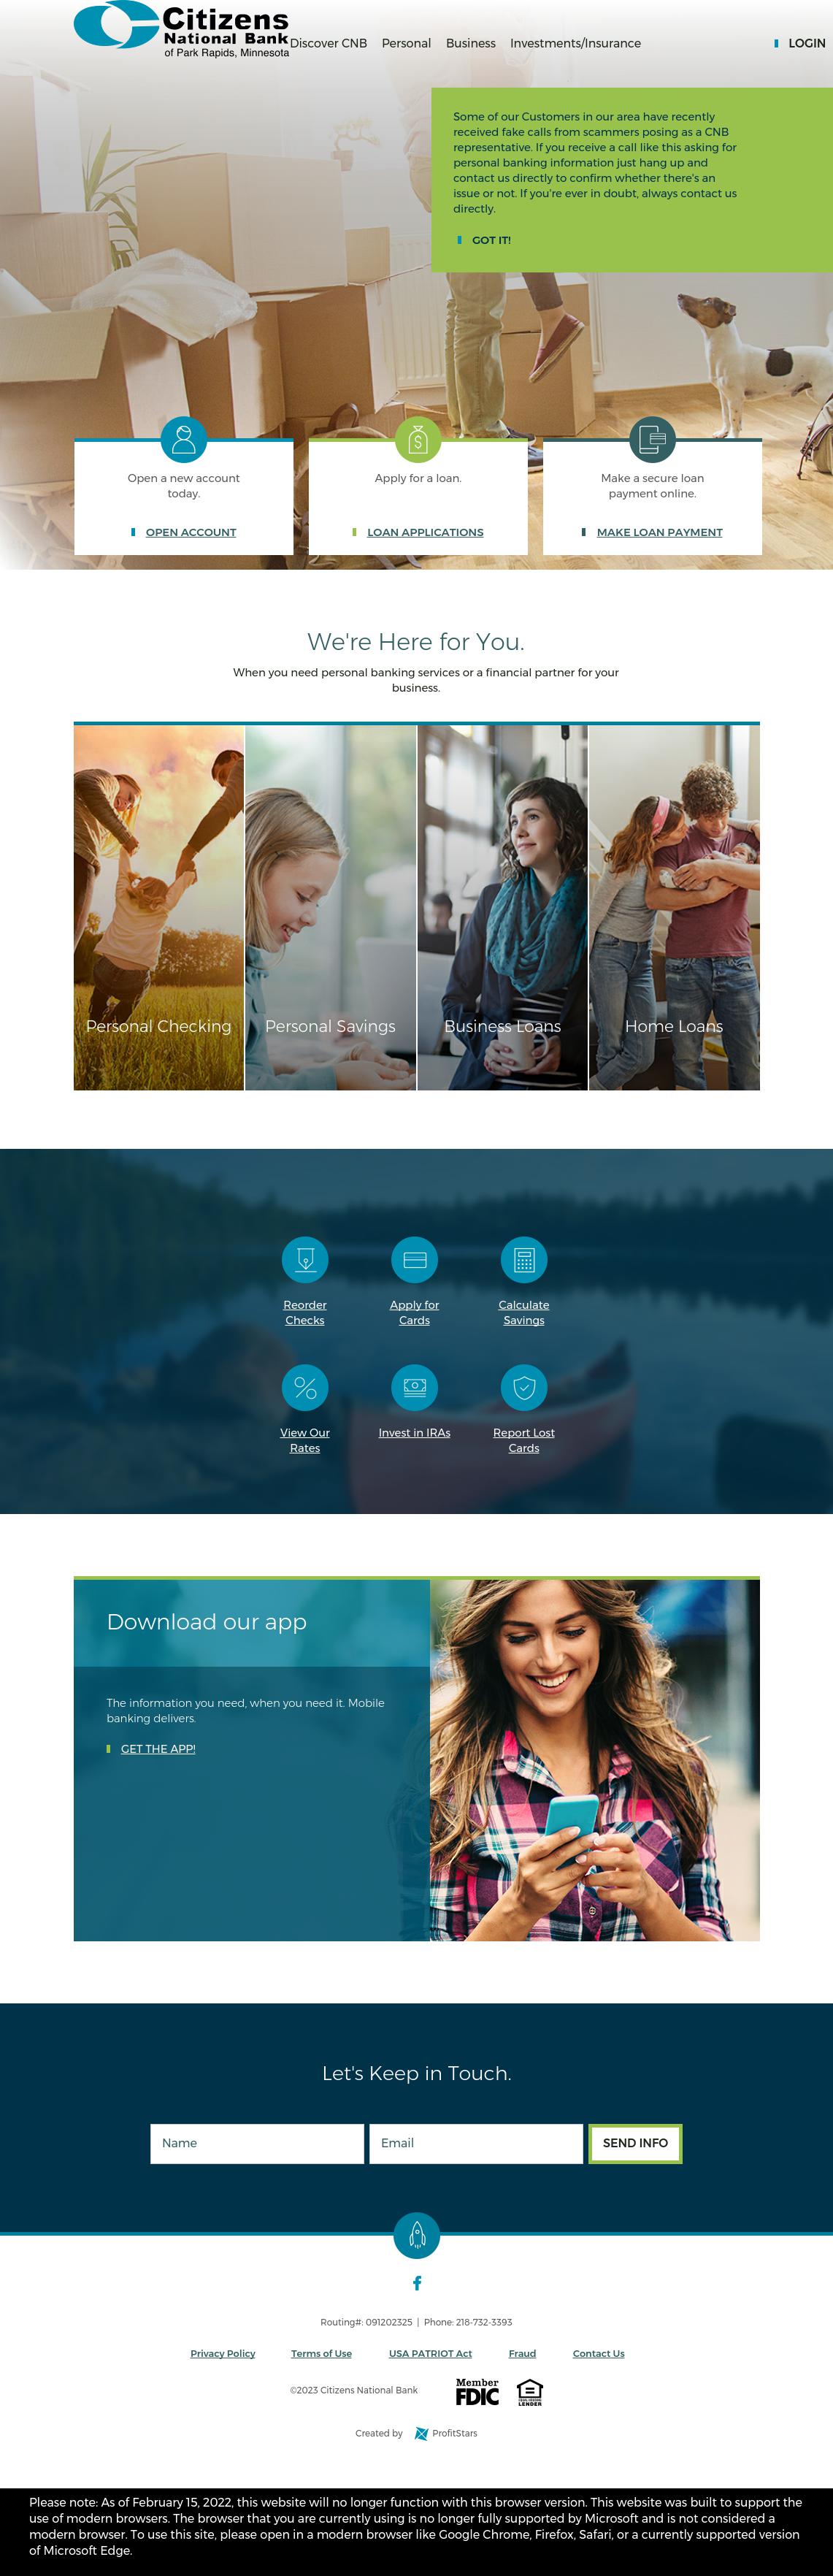 Citizens
National Bank
of Park Rapids, Minnesota
Discover CNB Personal Business Investments/Insurance LOGIN
Some of our Customers in our area have recently
received fake calls from scammers posing as a CNB
representative. If you receive a call like this asking for
personal banking information just hang up and
contact us directly to confirm whether there's an
issue or not. If you're ever in doubt, always contact us
directly.
GOT IT!
Open a new account
today.
OPEN ACCOUNT
Apply for a loan.
LOAN APPLICATIONS
Make a secure loan
payment online.
MAKE LOAN PAYMENT
We're Here for You.
When you need personal banking services or a financial partner for your
business.
Personal Checking
Personal Savings
Business Loans
Home Loans
Reorder
Checks
Apply for
Cards
Calculate
Savings
View Our
Rates
Invest in IRAs
Report Lost
Cards
Download our app
The information you need, when you need it. Mobile
banking delivers.
GET THE APP!
Let's Keep in Touch.
Name
Email
SEND INFO
Routing#: 091202325 | Phone: 218-732-3393
Privacy Policy Terms of Use USA PATRIOT Act Fraud Contact Us
©2023 Citizens National Bank
Member
FDIC
EQUAL HOUSING
LENDER
Created by ProfitStars
Please note: As of February 15, 2022, this website will no longer function with this browser version. This website was built to support the
use of modern browsers. The browser that you are currently using is no longer fully supported by Microsoft and is not considered a
modern browser. To use this site, please open in a modern browser like Google Chrome, Firefox, Safari, or a currently supported version
of Microsoft Edge.